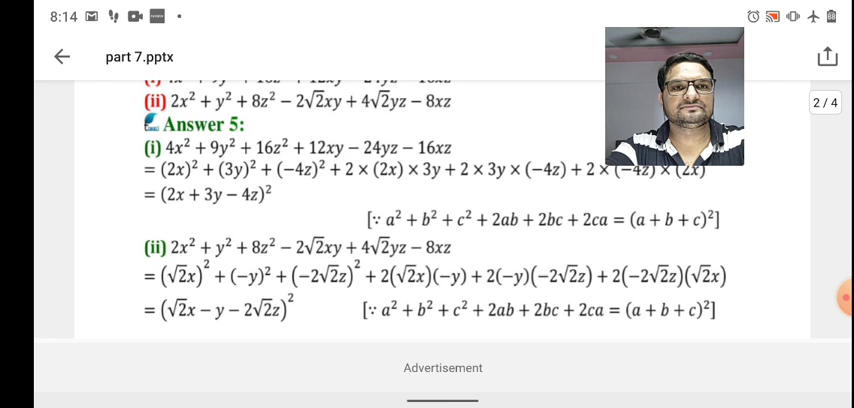 8:14
part 7.pptx
2 / 4
(ii) 2x² + y² + 8z² − 2√2xy + 4√2yz − 8xz
Answer 5:
(i) 4x² + 9y² + 16z² + 12xy − 24yz − 16xz
= (2x)² + (3y)² + (−4z)² + 2 × (2x) × 3y + 2 × 3y × (−4z) + 2 × (−4z) × (2x)
= (2x + 3y − 4z)²
[∵ a² + b² + c² + 2ab + 2bc + 2ca = (a + b + c)²]
(ii) 2x² + y² + 8z² − 2√2xy + 4√2yz − 8xz
= (√2x)² + (−y)² + (−2√2z)² + 2(√2x)(−y) + 2(−y)(−2√2z) + 2(−2√2z)(√2x)
= (√2x − y − 2√2z)² [∵ a² + b² + c² + 2ab + 2bc + 2ca = (a + b + c)²]
Advertisement